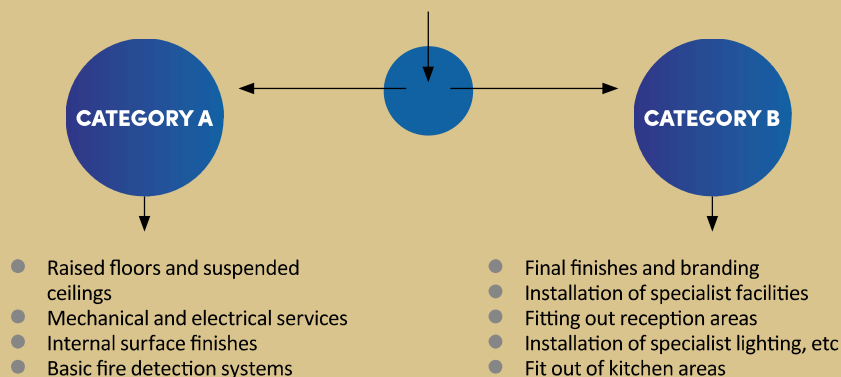 CATEGORY A
CATEGORY B
Raised floors and suspended
ceilings
Mechanical and electrical services
Internal surface finishes
Basic fire detection systems
Final finishes and branding
Installation of specialist facilities
Fitting out reception areas
Installation of specialist lighting, etc
Fit out of kitchen areas